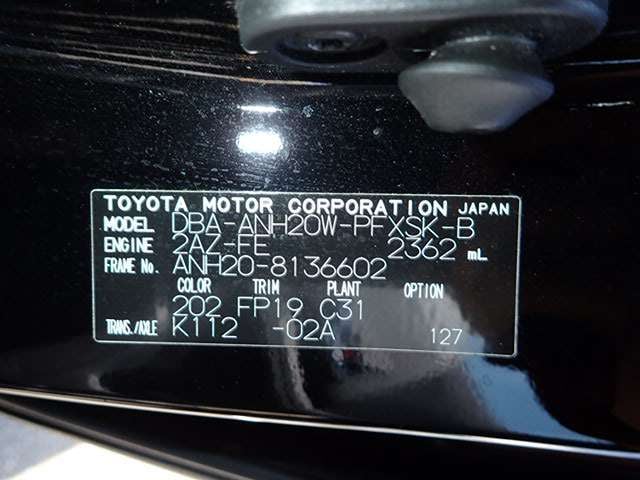 TOYOTA MOTOR CORPORATION JAPAN
MODEL DBA-ANH20W-PFXSK-B
ENGINE 2AZ-FE 2362 mL
FRAME No. ANH20-8136602
COLOR TRIM PLANT OPTION
202 FP19 C31
TRANS./AXLE K112 -02A 127